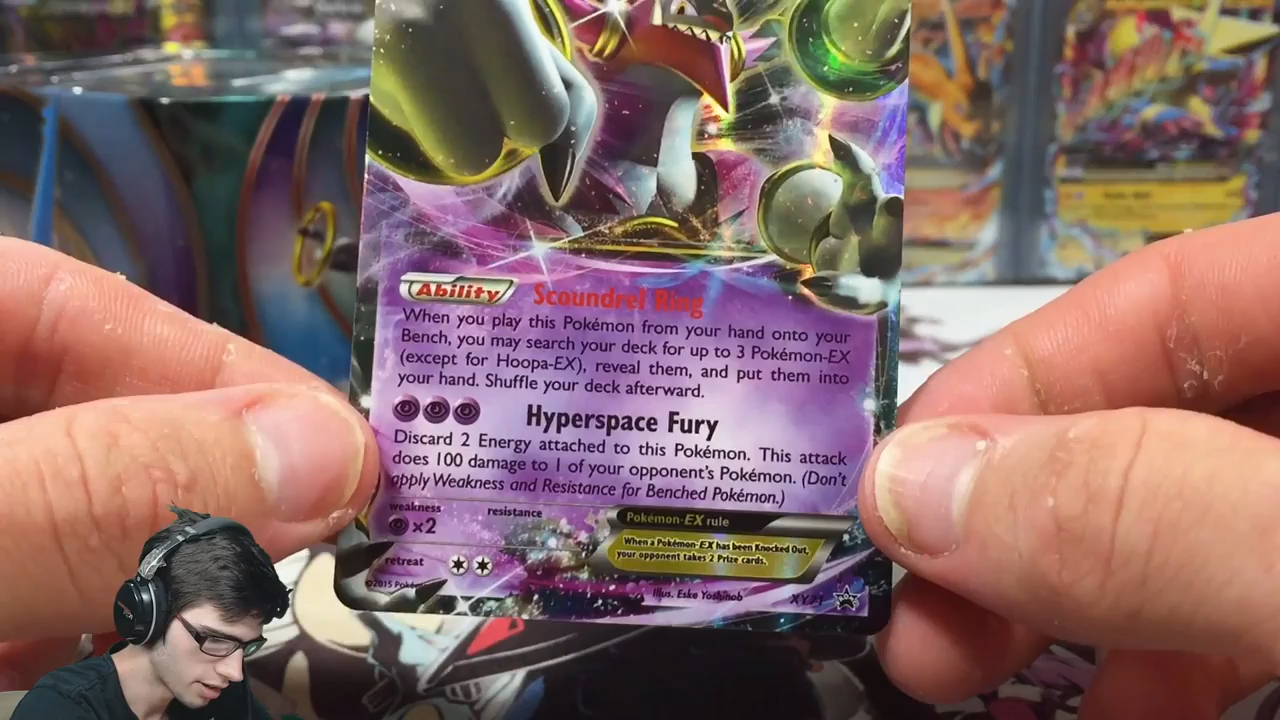 Ability Scoundrel Ring
When you play this Pokémon from your hand onto your
Bench, you may search your deck for up to 3 Pokémon-EX
(except for Hoopa-EX), reveal them, and put them into
your hand. Shuffle your deck afterward.
Hyperspace Fury
Discard 2 Energy attached to this Pokémon. This attack
does 100 damage to 1 of your opponent's Pokémon. (Don't
apply Weakness and Resistance for Benched Pokémon.)
weakness resistance
×2
Pokémon-EX rule
When a Pokémon-EX has been Knocked Out,
your opponent takes 2 Prize cards.
retreat
©2015 Illus. Eske Yoshinob